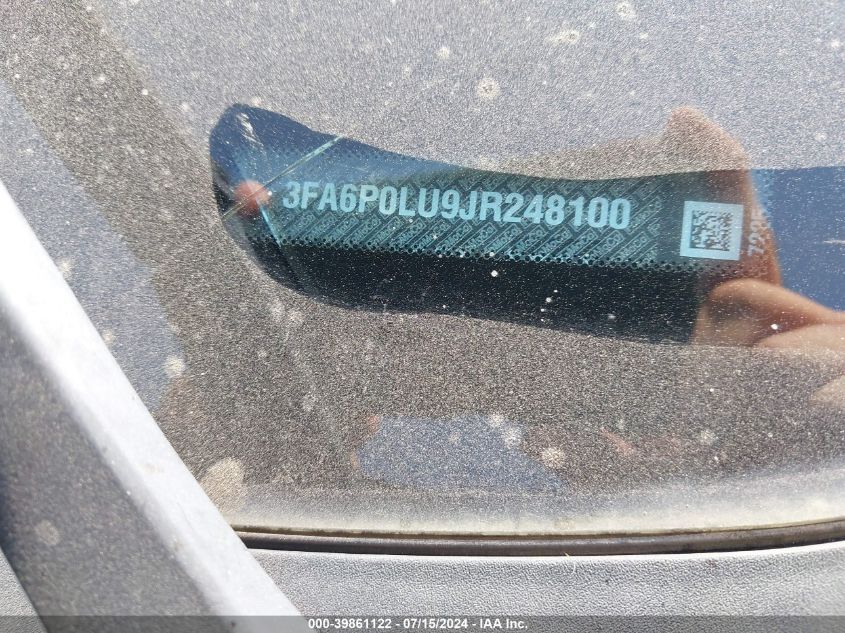 3FA6P0LU9JR248100
000-39861122 - 07/15/2024 - IAA Inc.